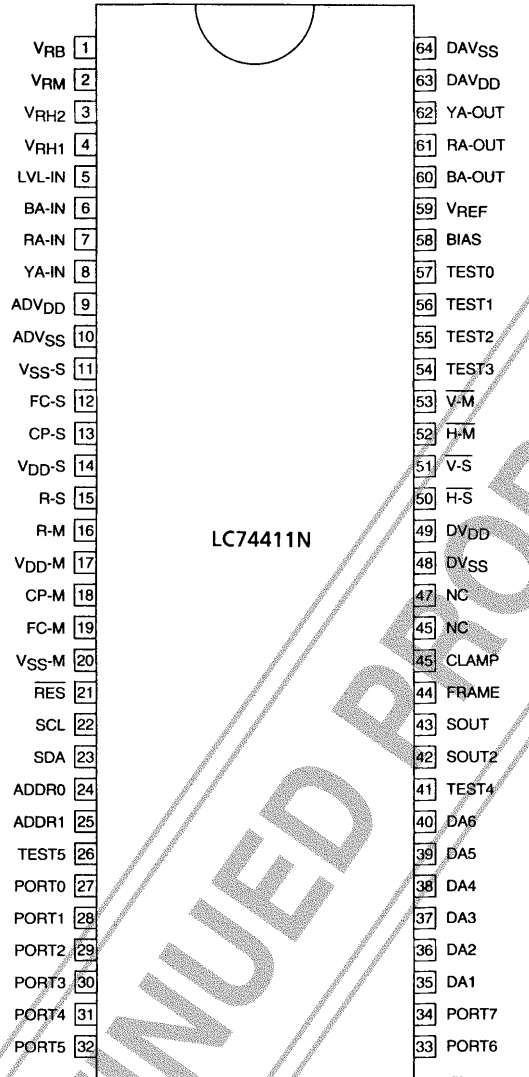 VRB 1
VRM 2
VRH2 3
VRH1 4
LVL-IN 5
BA-IN 6
RA-IN 7
YA-IN 8
ADVDD 9
ADVSS 10
VSS-S 11
FC-S 12
CP-S 13
VDD-S 14
R-S 15
R-M 16
VDD-M 17
CP-M 18
FC-M 19
VSS-M 20
RES 21
SCL 22
SDA 23
ADDR0 24
ADDR1 25
TEST5 26
PORT0 27
PORT1 28
PORT2 29
PORT3 30
PORT4 31
PORT5 32
LC74411N
64 DAVSS
63 DAVDD
62 YA-OUT
61 RA-OUT
60 BA-OUT
59 VREF
58 BIAS
57 TEST0
56 TEST1
55 TEST2
54 TEST3
53 V-M
52 H-M
51 V-S
50 H-S
49 DVDD
48 DVSS
47 NC
45 NC
45 CLAMP
44 FRAME
43 SOUT
42 SOUT2
41 TEST4
40 DA6
39 DA5
38 DA4
37 DA3
36 DA2
35 DA1
34 PORT7
33 PORT6
INUED PRO